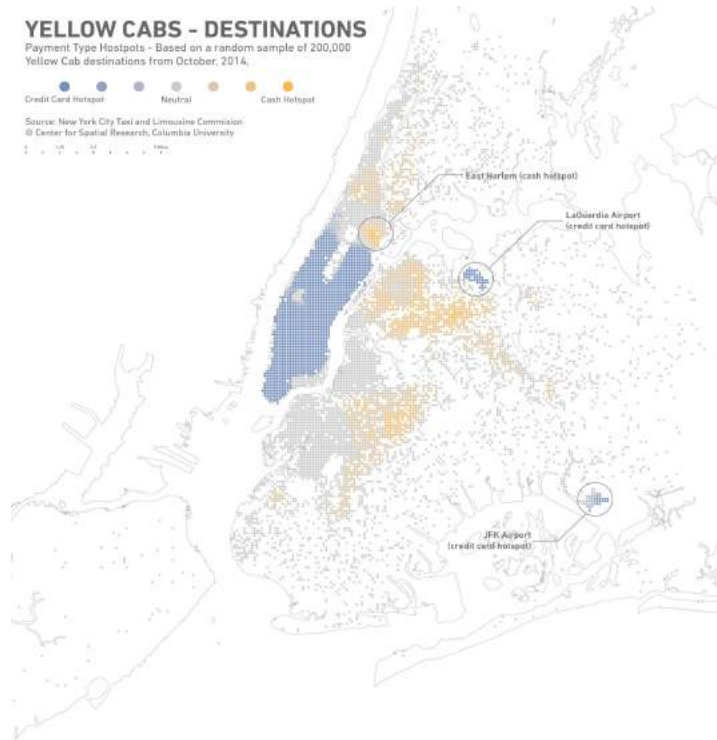 YELLOW CABS - DESTINATIONS
Payment Type Hostpots - Based on a random sample of 200,000
Yellow Cab destinations from October, 2014.
Credit Card Hotspot Neutral Cash Hotspot
Source: New York City Taxi and Limousine Commision
© Center for Spatial Research, Columbia University
East Harlem (cash hotspot)
LaGuardia Airport
(credit card hotspot)
JFK Airport
(credit card hotspot)